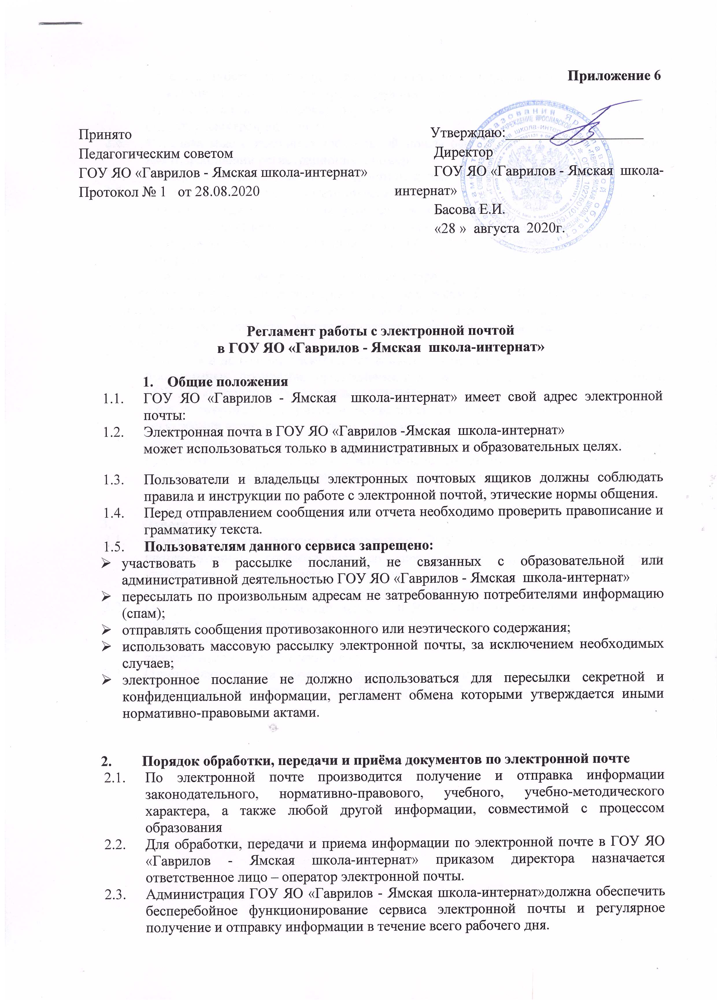 Приложение 6
Принято
Педагогическим советом
ГОУ ЯО «Гаврилов - Ямская школа-интернат»
Протокол № 1 от 28.08.2020
Утверждаю:___________________
Директор
ГОУ ЯО «Гаврилов - Ямская школа-
интернат»
Басова Е.И.
«28 » августа 2020г.
Регламент работы с электронной почтой
в ГОУ ЯО «Гаврилов - Ямская школа-интернат»
1. Общие положения
1.1. ГОУ ЯО «Гаврилов - Ямская школа-интернат» имеет свой адрес электронной
почты:
1.2. Электронная почта в ГОУ ЯО «Гаврилов -Ямская школа-интернат»
может использоваться только в административных и образовательных целях.
1.3. Пользователи и владельцы электронных почтовых ящиков должны соблюдать
правила и инструкции по работе с электронной почтой, этические нормы общения.
1.4. Перед отправлением сообщения или отчета необходимо проверить правописание и
грамматику текста.
1.5. Пользователям данного сервиса запрещено:
➢ участвовать в рассылке посланий, не связанных с образовательной или
административной деятельностью ГОУ ЯО «Гаврилов - Ямская школа-интернат»
➢ пересылать по произвольным адресам не затребованную потребителями информацию
(спам);
➢ отправлять сообщения противозаконного или неэтического содержания;
➢ использовать массовую рассылку электронной почты, за исключением необходимых
случаев;
➢ электронное послание не должно использоваться для пересылки секретной и
конфиденциальной информации, регламент обмена которыми утверждается иными
нормативно-правовыми актами.
2. Порядок обработки, передачи и приёма документов по электронной почте
2.1. По электронной почте производится получение и отправка информации
законодательного, нормативно-правового, учебного, учебно-методического
характера, а также любой другой информации, совместимой с процессом
образования
2.2. Для обработки, передачи и приема информации по электронной почте в ГОУ ЯО
«Гаврилов - Ямская школа-интернат» приказом директора назначается
ответственное лицо – оператор электронной почты.
2.3. Администрация ГОУ ЯО «Гаврилов - Ямская школа-интернат»должна обеспечить
бесперебойное функционирование сервиса электронной почты и регулярное
получение и отправку информации в течение всего рабочего дня.